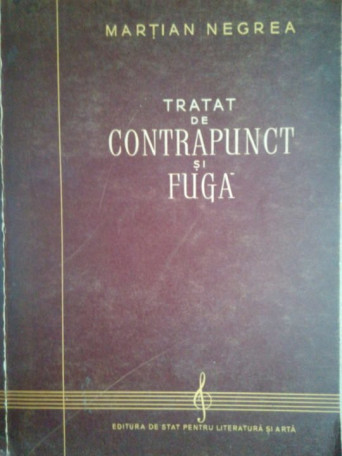 MARȚIAN NEGREA
TRATAT
DE
CONTRAPUNCT
ȘI
FUGĂ
EDITURA DE STAT PENTRU LITERATURĂ ȘI ARTĂ